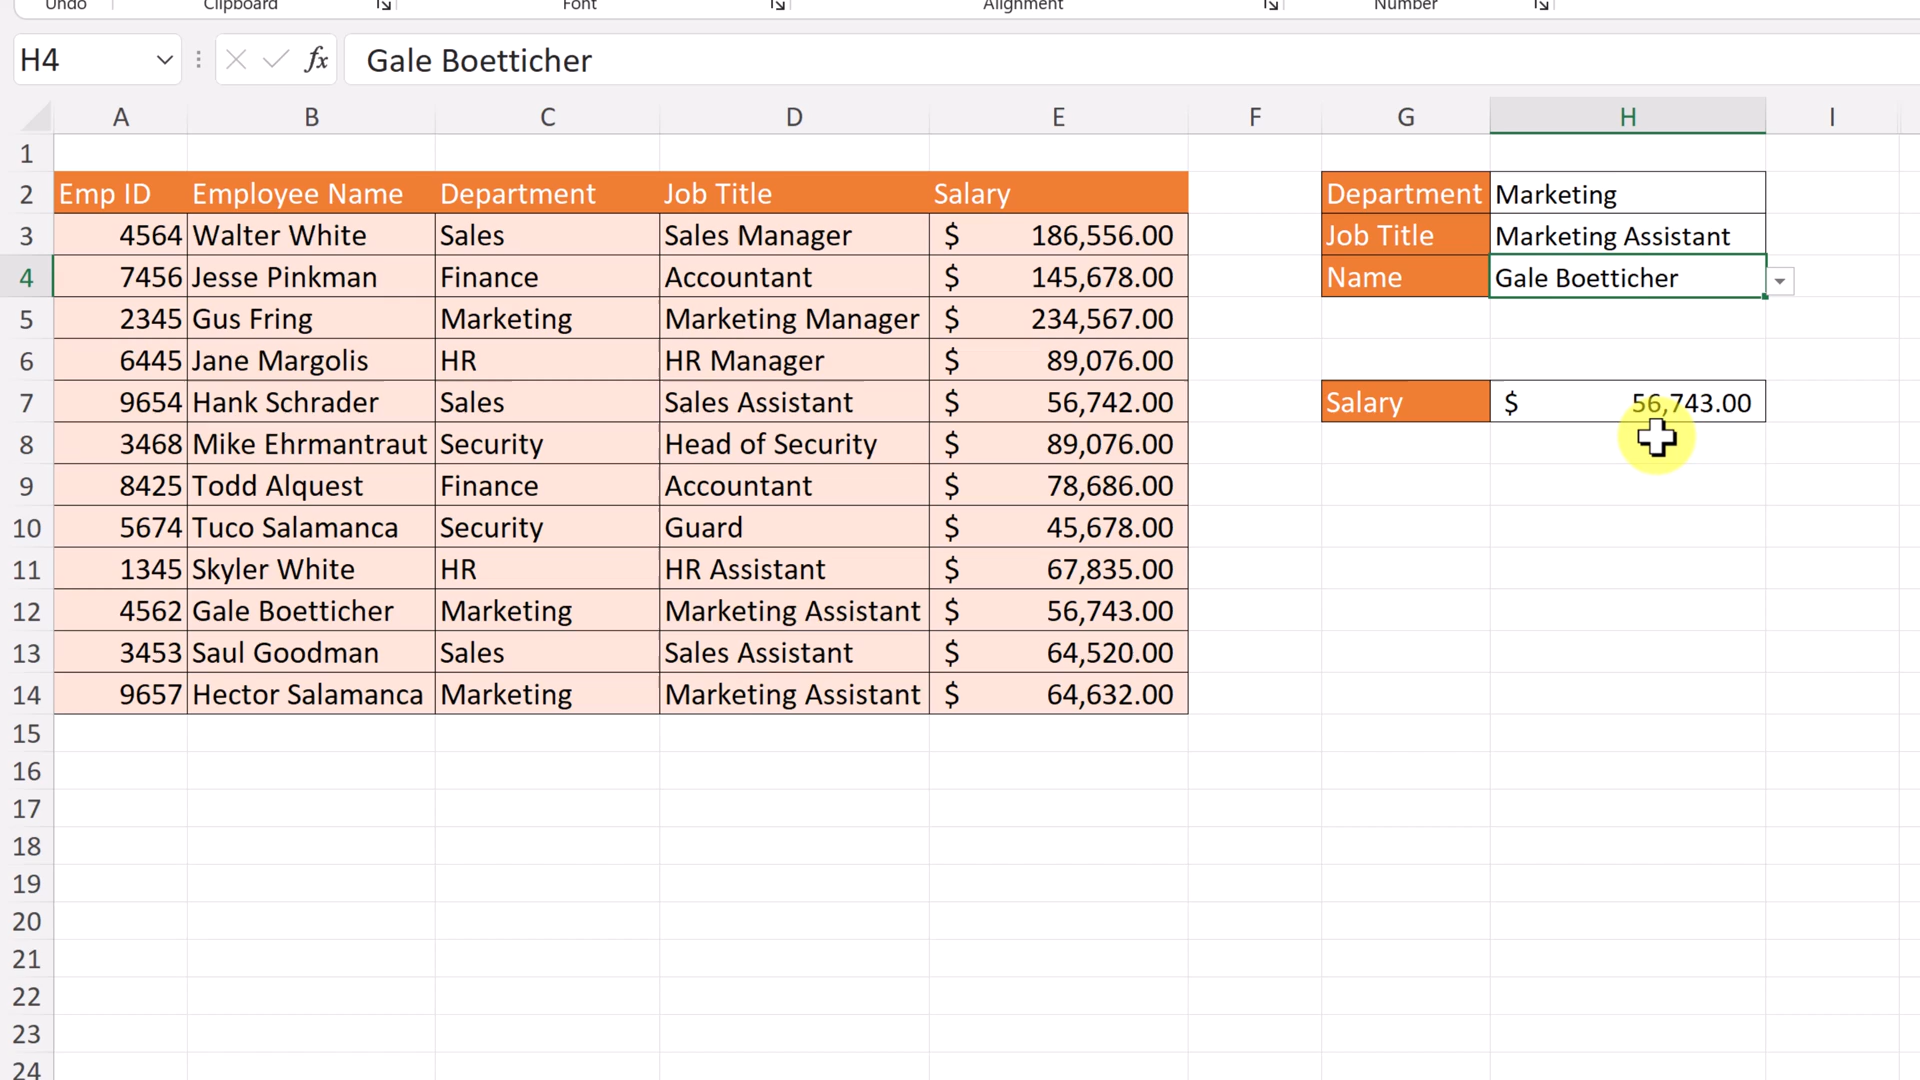 Undo Clipboard Font Alignment Number
H4 fx Gale Boetticher
A B C D E F G H I
1
2 Emp ID Employee Name Department Job Title Salary Department Marketing
3 4564 Walter White Sales Sales Manager $ 186,556.00 Job Title Marketing Assistant
4 7456 Jesse Pinkman Finance Accountant $ 145,678.00 Name Gale Boetticher
5 2345 Gus Fring Marketing Marketing Manager $ 234,567.00
6 6445 Jane Margolis HR HR Manager $ 89,076.00
7 9654 Hank Schrader Sales Sales Assistant $ 56,742.00 Salary $ 56,743.00
8 3468 Mike Ehrmantraut Security Head of Security $ 89,076.00
9 8425 Todd Alquest Finance Accountant $ 78,686.00
10 5674 Tuco Salamanca Security Guard $ 45,678.00
11 1345 Skyler White HR HR Assistant $ 67,835.00
12 4562 Gale Boetticher Marketing Marketing Assistant $ 56,743.00
13 3453 Saul Goodman Sales Sales Assistant $ 64,520.00
14 9657 Hector Salamanca Marketing Marketing Assistant $ 64,632.00
15
16
17
18
19
20
21
22
23
24